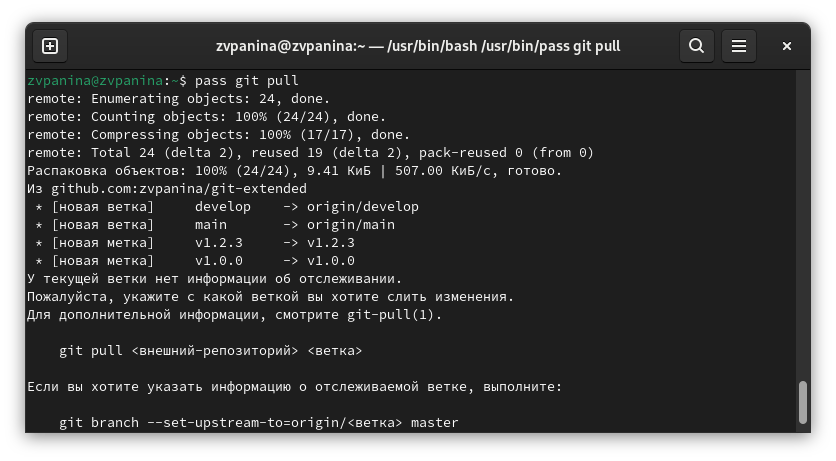 zvpanina@zvpanina:~ — /usr/bin/bash /usr/bin/pass git pull
zvpanina@zvpanina:~$ pass git pull
remote: Enumerating objects: 24, done.
remote: Counting objects: 100% (24/24), done.
remote: Compressing objects: 100% (17/17), done.
remote: Total 24 (delta 2), reused 19 (delta 2), pack-reused 0 (from 0)
Распаковка объектов: 100% (24/24), 9.41 КиБ | 507.00 КиБ/с, готово.
Из github.com:zvpanina/git-extended
 * [новая ветка]     develop    -> origin/develop
 * [новая ветка]     main       -> origin/main
 * [новая метка]     v1.2.3     -> v1.2.3
 * [новая метка]     v1.0.0     -> v1.0.0
У текущей ветки нет информации об отслеживании.
Пожалуйста, укажите с какой веткой вы хотите слить изменения.
Для дополнительной информации, смотрите git-pull(1).
    git pull <внешний-репозиторий> <ветка>
Если вы хотите указать информацию о отслеживаемой ветке, выполните:
    git branch --set-upstream-to=origin/<ветка> master